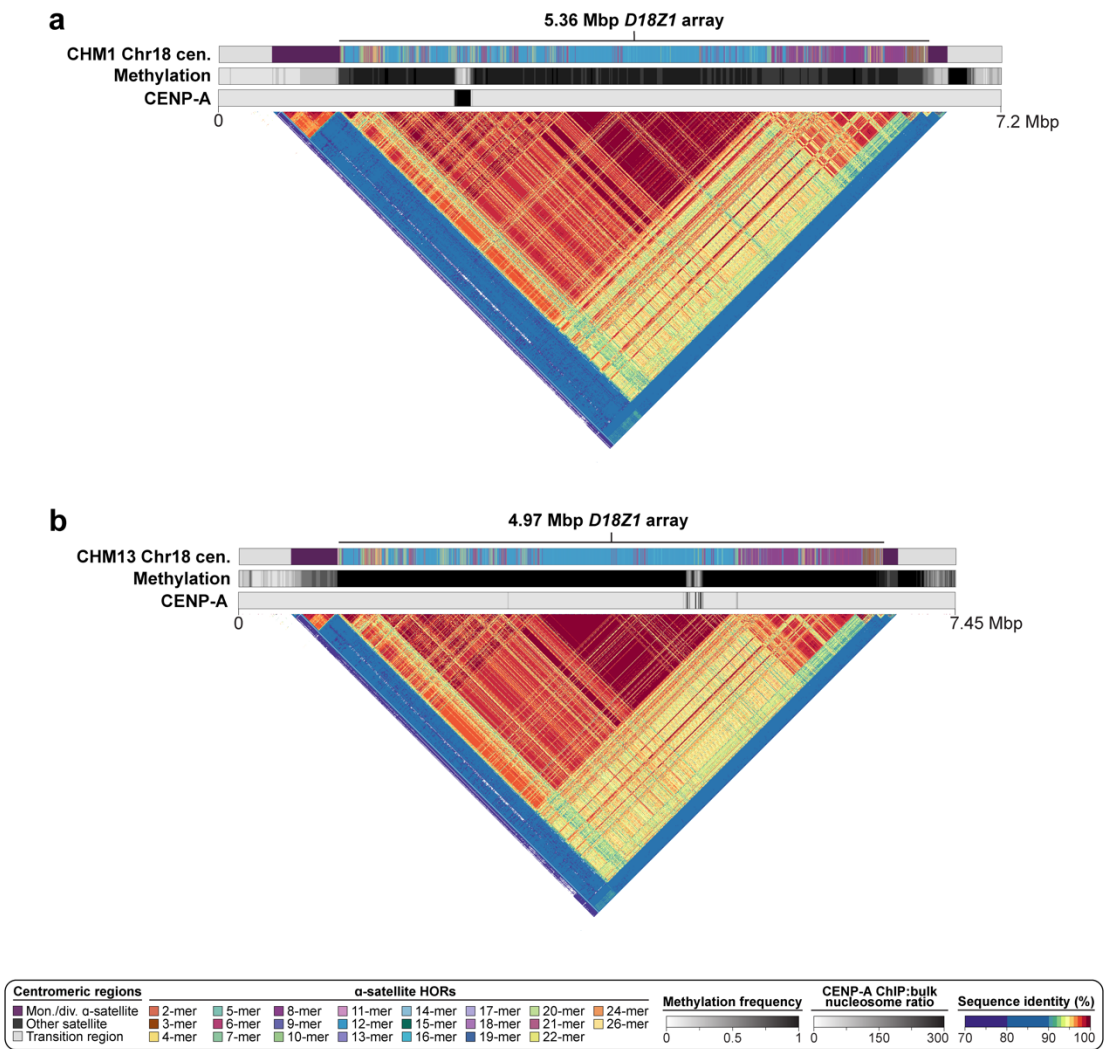 a
5.36 Mbp D18Z1 array
CHM1 Chr18 cen.
Methylation
CENP-A
0
7.2 Mbp
b
4.97 Mbp D18Z1 array
CHM13 Chr18 cen.
Methylation
CENP-A
0
7.45 Mbp
Centromeric regions
Mon./div. α-satellite
Other satellite
Transition region
α-satellite HORs
2-mer 5-mer 8-mer 11-mer 14-mer 17-mer 20-mer 24-mer
3-mer 6-mer 9-mer 12-mer 15-mer 18-mer 21-mer 26-mer
4-mer 7-mer 10-mer 13-mer 16-mer 19-mer 22-mer
Methylation frequency
0 0.5 1
CENP-A ChIP:bulk
nucleosome ratio
0 150 300
Sequence identity (%)
70 80 90 100